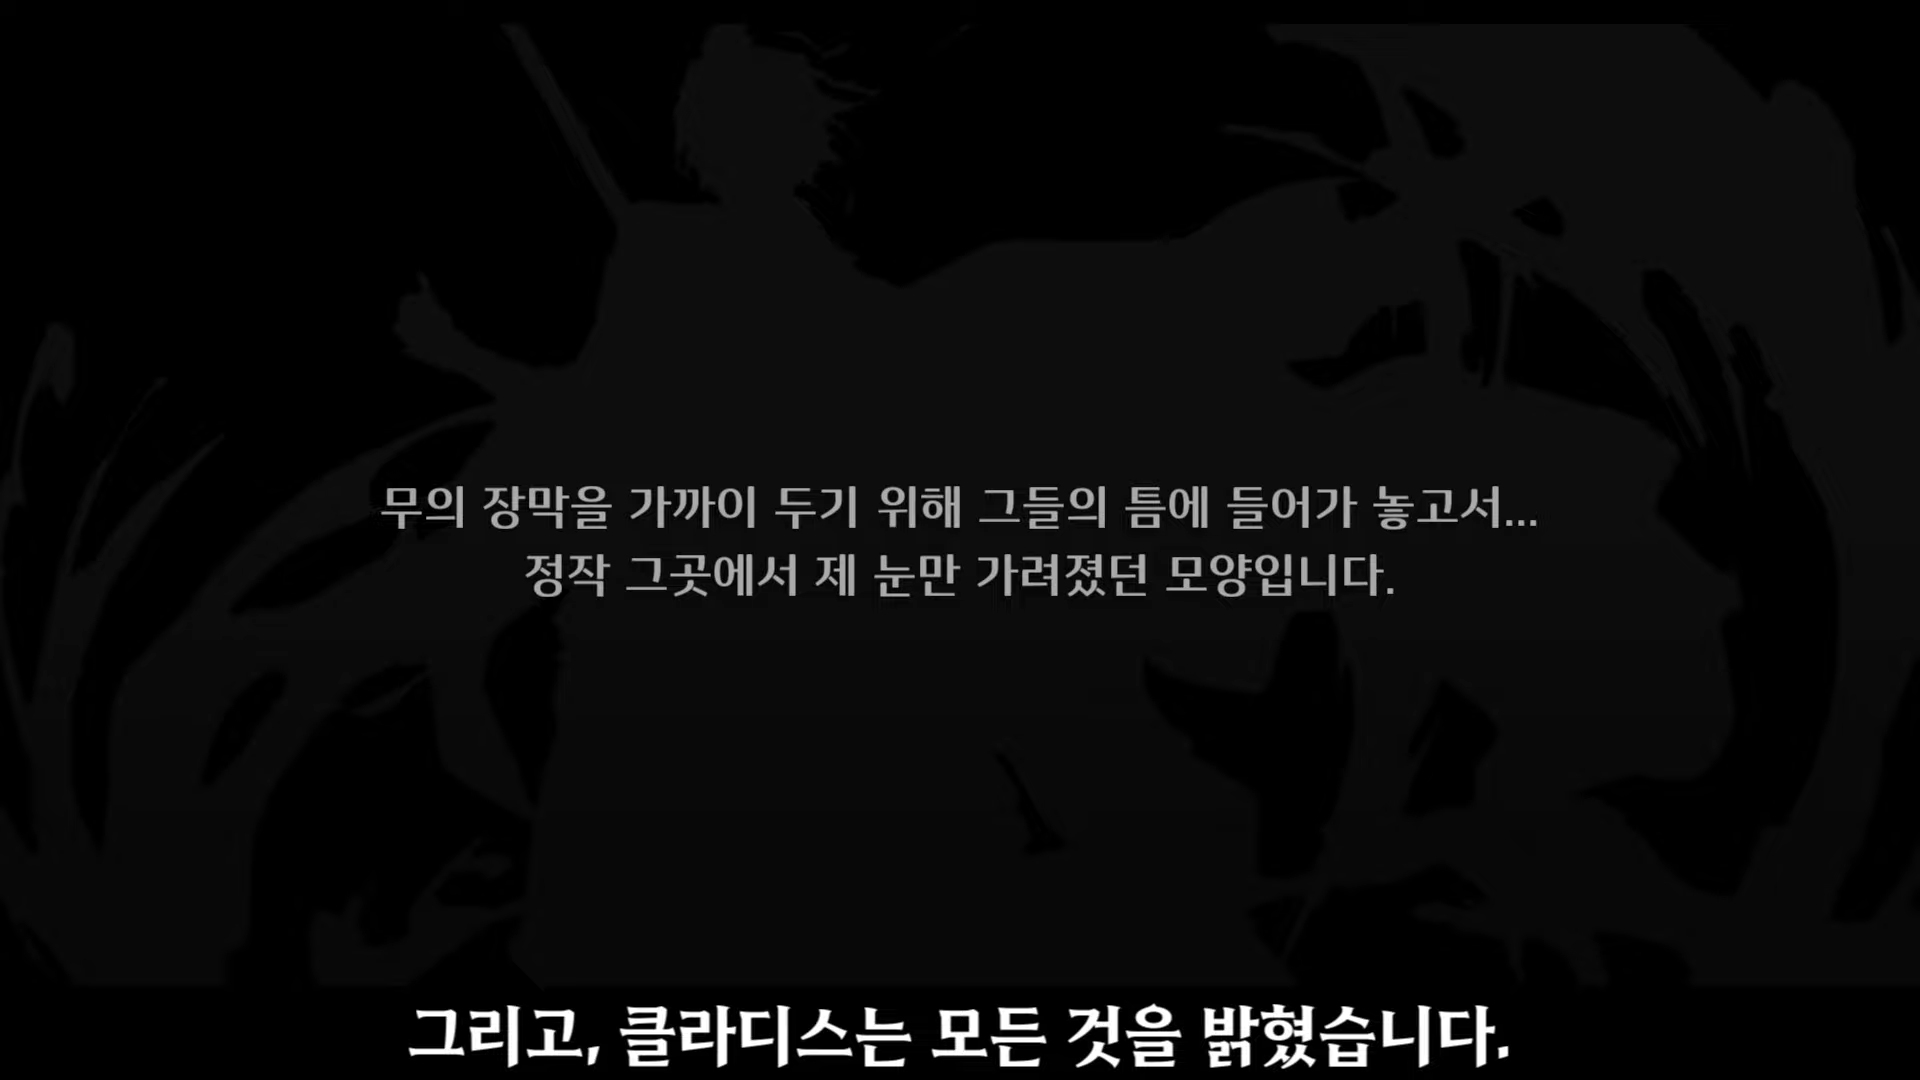 무의 장막을 가까이 두기 위해 그들의 틈에 들어가 놓고서...
정작 그곳에서 제 눈만 가려졌던 모양입니다.
그리고, 클라디스는 모든 것을 밝혔습니다.